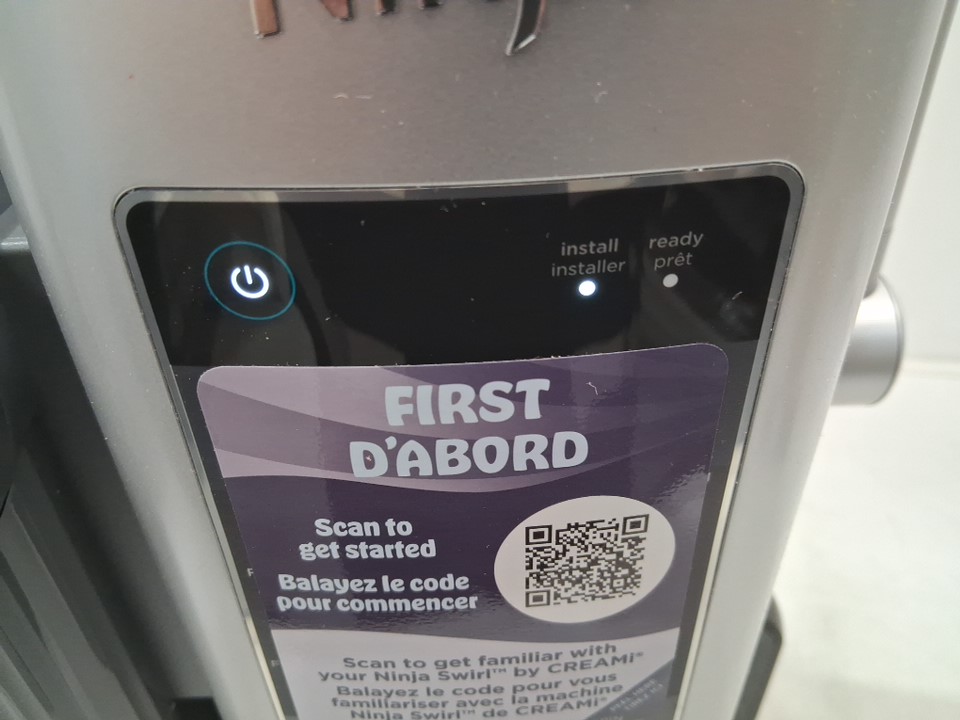 install
installer
ready
prêt
FIRST
D'ABORD
Scan to
get started
Balayez le code
pour commencer
Scan to get familiar with
your Ninja Swirl™ by CREAMi®
Balayez le code pour vous
familiariser avec la machine
Ninja Swirl™ de CREAMi